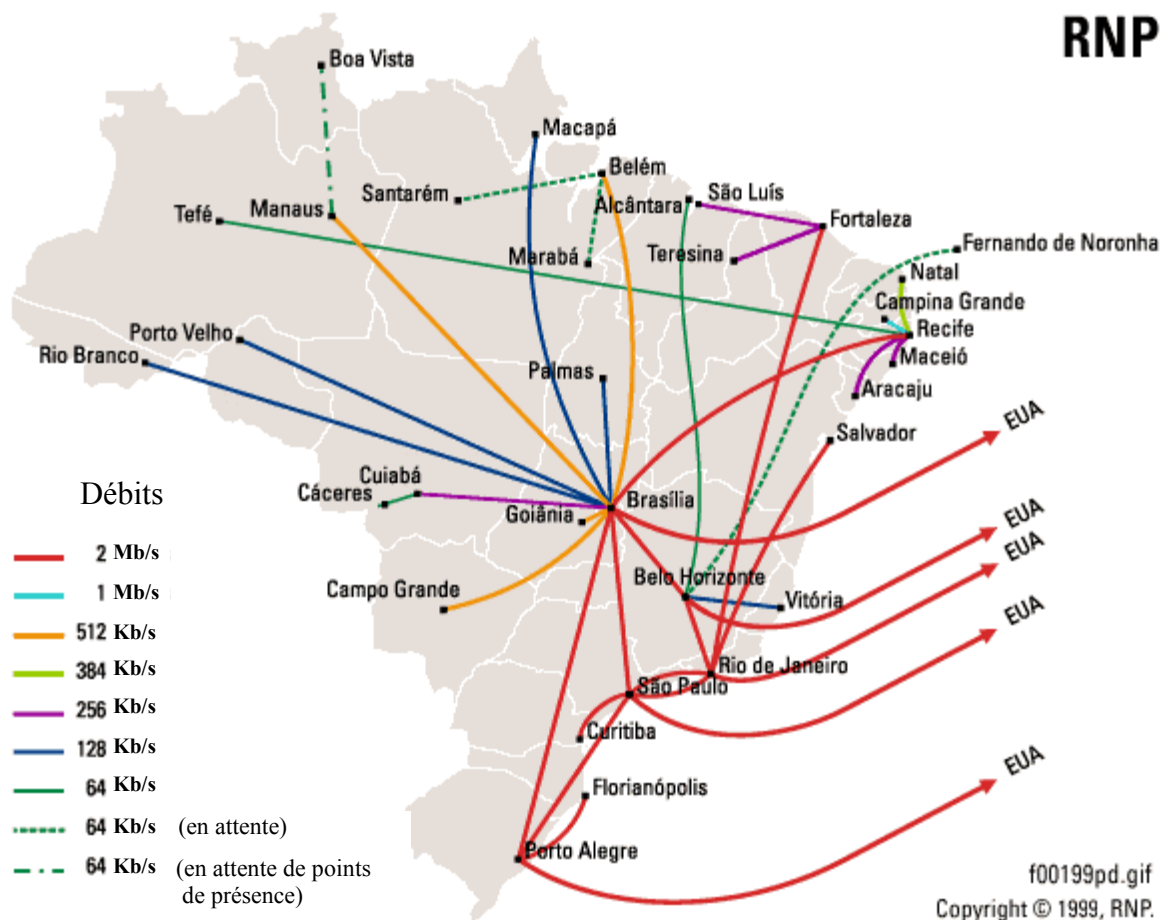 RNP
Boa Vista
Macapá
Belém
Santarém
São Luís
Alcântara
Tefé
Manaus
Fortaleza
Marabá
Teresina
Fernando de Noronha
Natal
Campina Grande
Porto Velho
Recife
Rio Branco
Maceió
Palmas
Aracaju
EUA
Salvador
Cuiabá
Débits
Cáceres
Brasília
Goiânia
EUA
EUA
2 Mb/s
Belo Horizonte
1 Mb/s
Campo Grande
Vitória
512 Kb/s
EUA
384 Kb/s
Rio de Janeiro
São Paulo
256 Kb/s
Curitiba
128 Kb/s
EUA
64 Kb/s
Florianópolis
64 Kb/s (en attente)
Porto Alegre
64 Kb/s (en attente de points
de présence)
f00199pd.gif
Copyright © 1999, RNP.